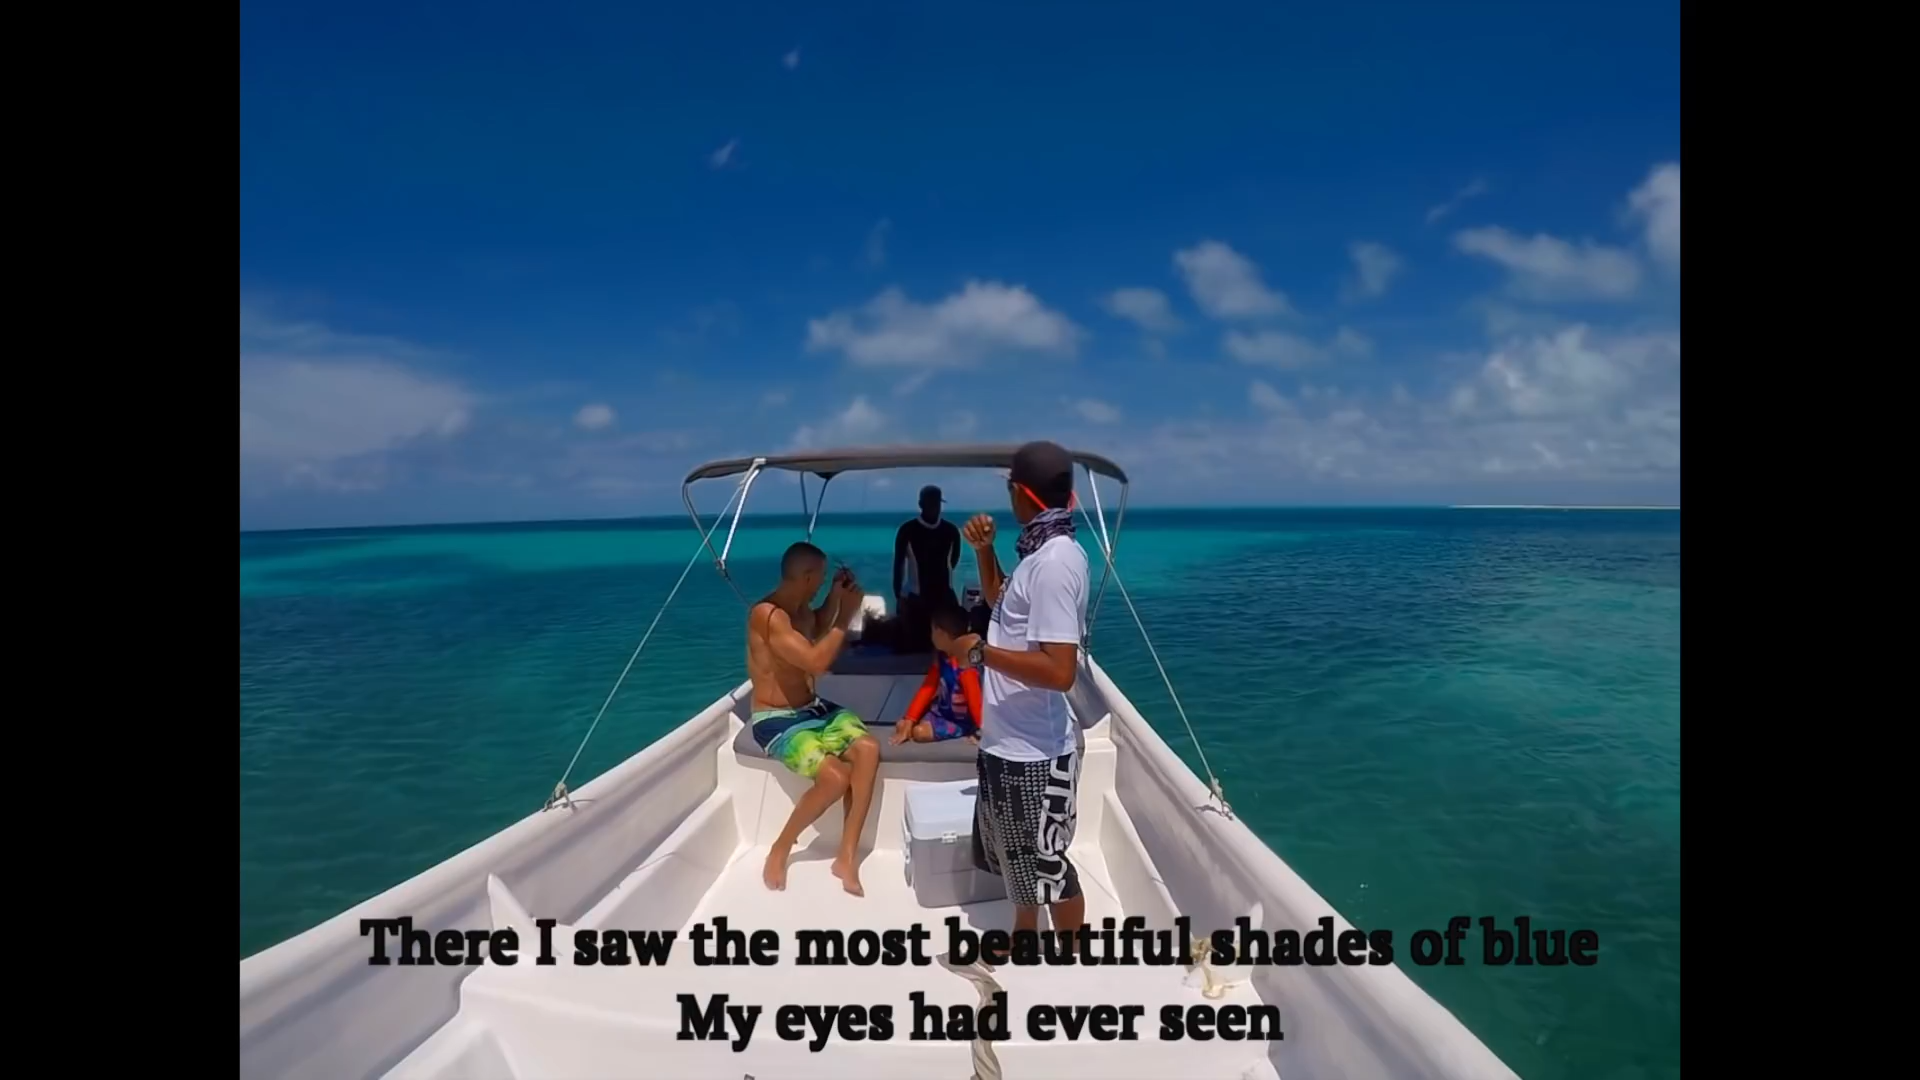 There I saw the most beautiful shades of blue
My eyes had ever seen